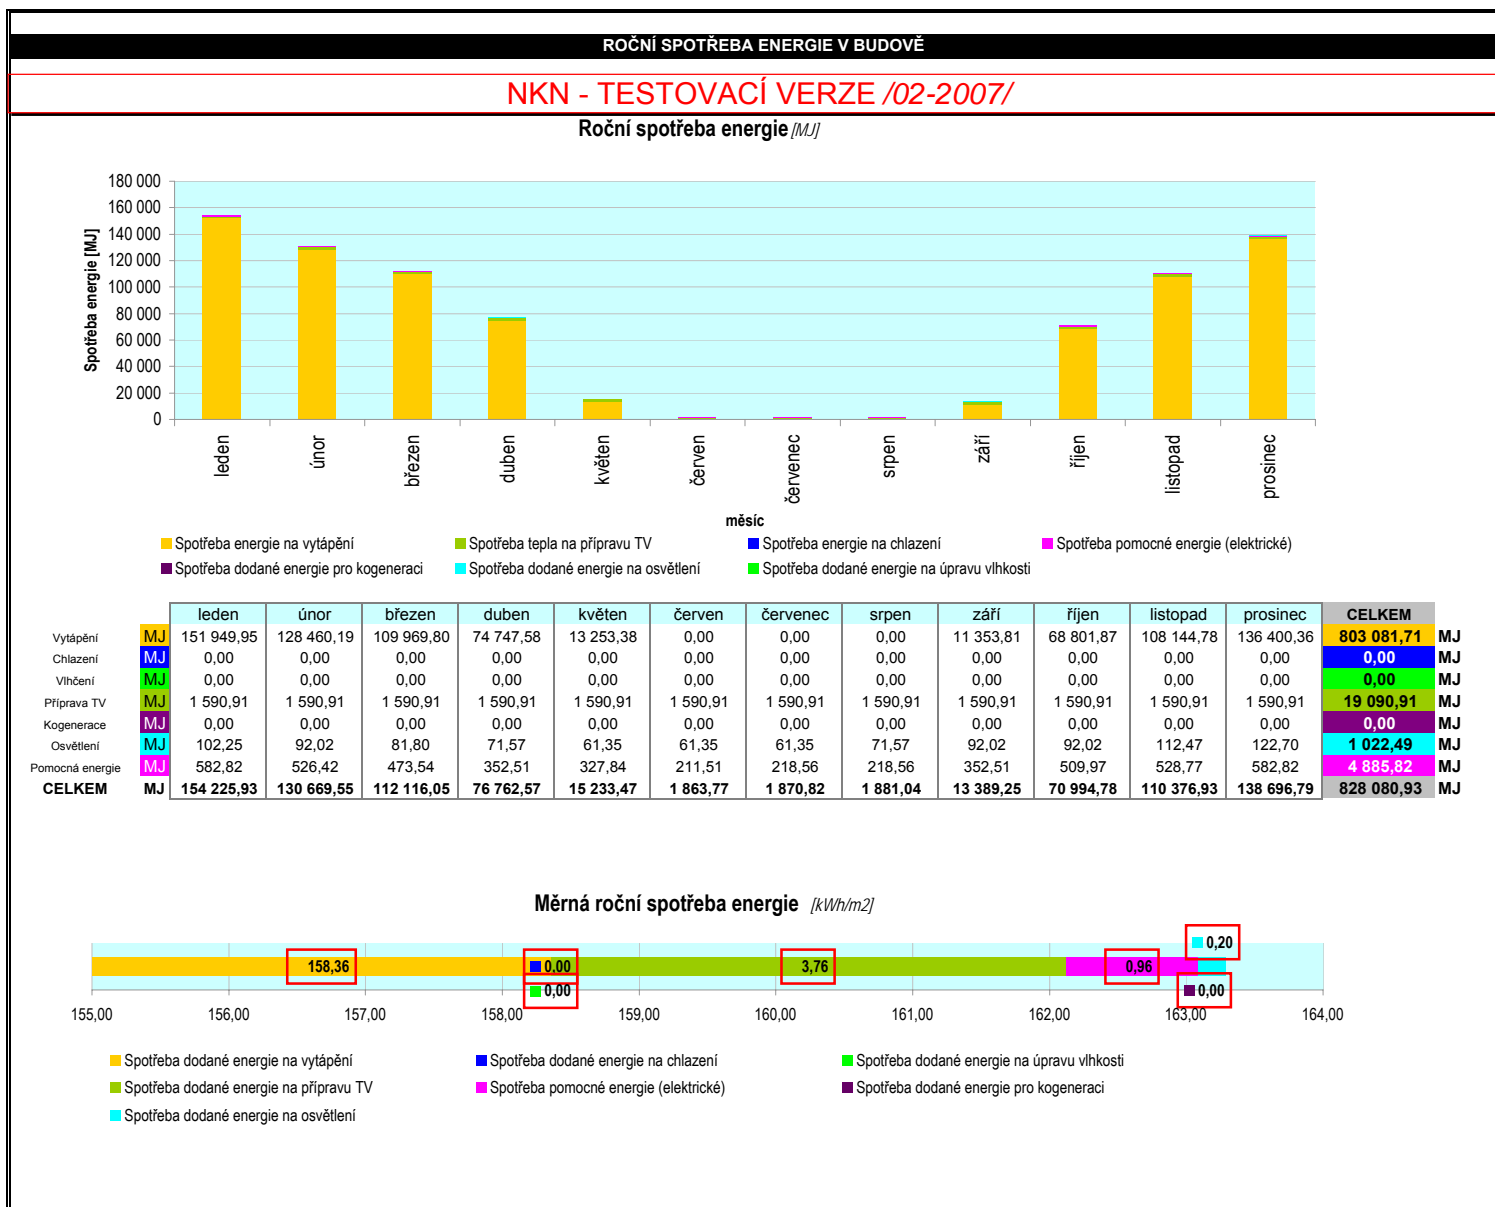 ROČNÍ SPOTŘEBA ENERGIE V BUDOVĚ
NKN - TESTOVACÍ VERZE /02-2007/
Roční spotřeba energie [MJ]
Spotřeba energie [MJ]
180 000
160 000
140 000
120 000
100 000
80 000
60 000
40 000
20 000
0
leden únor březen duben květen červen červenec srpen září říjen listopad prosinec
měsíc
Spotřeba energie na vytápění Spotřeba tepla na přípravu TV Spotřeba energie na chlazení Spotřeba pomocné energie (elektrické)
Spotřeba dodané energie pro kogeneraci Spotřeba dodané energie na osvětlení Spotřeba dodané energie na úpravu vlhkosti
leden únor březen duben květen červen červenec srpen září říjen listopad prosinec CELKEM
Vytápění MJ 151 949,95 128 460,19 109 969,80 74 747,58 13 253,38 0,00 0,00 0,00 11 353,81 68 801,87 108 144,78 136 400,36 803 081,71 MJ
Chlazení MJ 0,00 0,00 0,00 0,00 0,00 0,00 0,00 0,00 0,00 0,00 0,00 0,00 0,00 MJ
Vlhčení MJ 0,00 0,00 0,00 0,00 0,00 0,00 0,00 0,00 0,00 0,00 0,00 0,00 0,00 MJ
Příprava TV MJ 1 590,91 1 590,91 1 590,91 1 590,91 1 590,91 1 590,91 1 590,91 1 590,91 1 590,91 1 590,91 1 590,91 1 590,91 19 090,91 MJ
Kogenerace MJ 0,00 0,00 0,00 0,00 0,00 0,00 0,00 0,00 0,00 0,00 0,00 0,00 0,00 MJ
Osvětlení MJ 102,25 92,02 81,80 71,57 61,35 61,35 61,35 71,57 92,02 92,02 112,47 122,70 1 022,49 MJ
Pomocná energie MJ 582,82 526,42 473,54 352,51 327,84 211,51 218,56 218,56 352,51 509,97 528,77 582,82 4 885,82 MJ
CELKEM MJ 154 225,93 130 669,55 112 116,05 76 762,57 15 233,47 1 863,77 1 870,82 1 881,04 13 389,25 70 994,78 110 376,93 138 696,79 828 080,93 MJ
Měrná roční spotřeba energie [kWh/m2]
0,20
158,36 0,00 3,76 0,96
0,00 0,00
155,00 156,00 157,00 158,00 159,00 160,00 161,00 162,00 163,00 164,00
Spotřeba dodané energie na vytápění Spotřeba dodané energie na chlazení Spotřeba dodané energie na úpravu vlhkosti
Spotřeba dodané energie na přípravu TV Spotřeba pomocné energie (elektrické) Spotřeba dodané energie pro kogeneraci
Spotřeba dodané energie na osvětlení